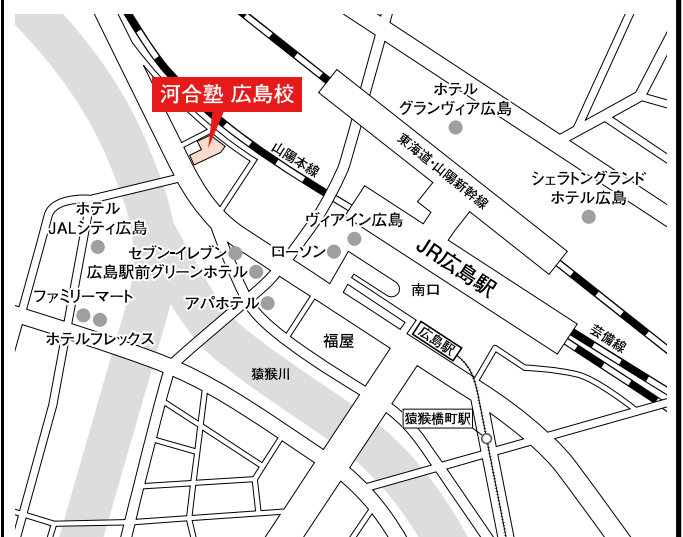 河合塾 広島校
ホテル
グランヴィア広島
山陽本線
東海道・山陽新幹線
シェラトングランド
ホテル広島
ホテル
JALシティ広島
ヴィアイン広島
セブン-イレブン
ローソン
広島駅前グリーンホテル
JR広島駅
南口
ファミリーマート
アパホテル
ホテルフレックス
福屋
広島駅
芸備線
猿猴川
猿猴橋町駅